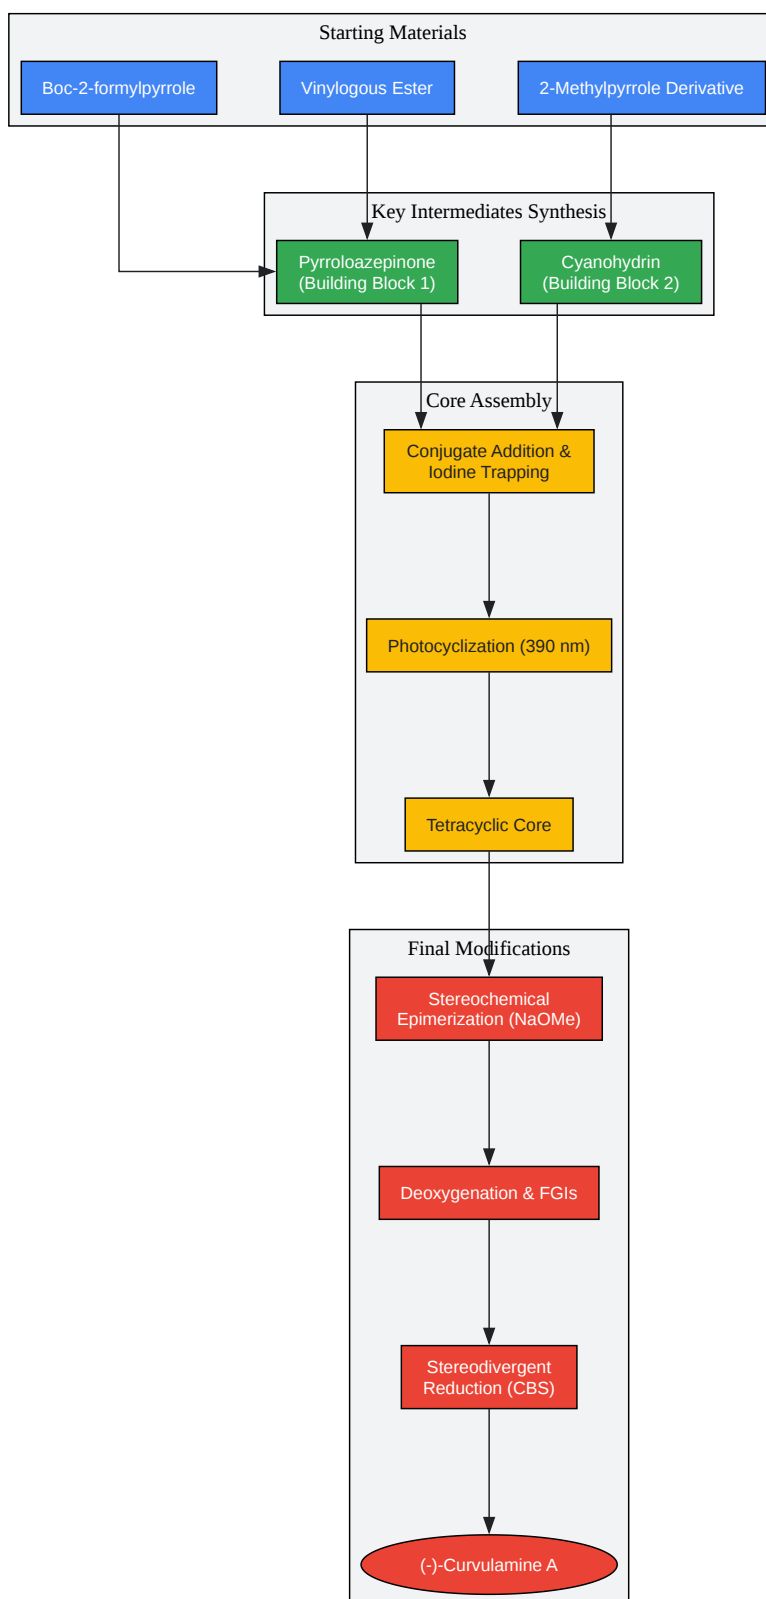 Starting Materials
Boc-2-formylpyrrole
Vinylogous Ester
2-Methylpyrrole Derivative
Key Intermediates Synthesis
Pyrroloazepinone
(Building Block 1)
Cyanohydrin
(Building Block 2)
Core Assembly
Conjugate Addition &
Iodine Trapping
Photocyclization (390 nm)
Tetracyclic Core
Final Modifications
Stereochemical
Epimerization (NaOMe)
Deoxygenation & FGIs
Stereodivergent
Reduction (CBS)
(-)-Curvulamine A